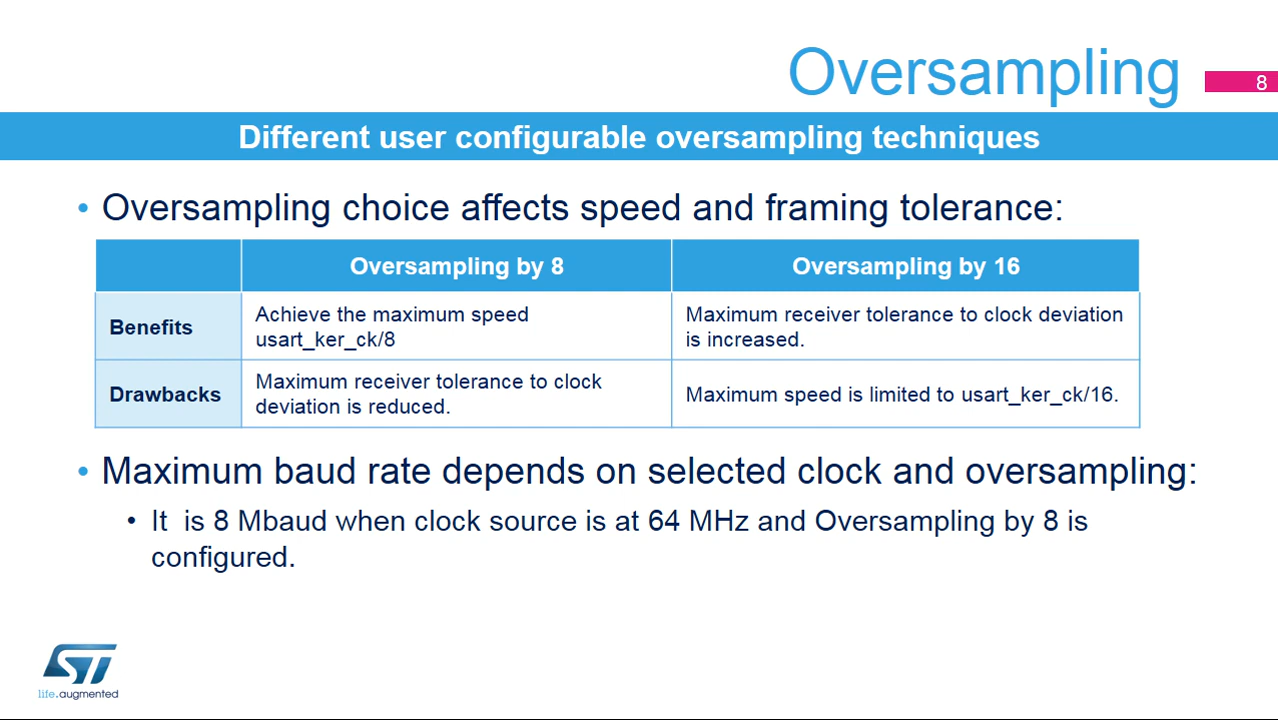 Oversampling
8
Different user configurable oversampling techniques
• Oversampling choice affects speed and framing tolerance:
Oversampling by 8
Oversampling by 16
Benefits
Achieve the maximum speed
usart_ker_ck/8
Maximum receiver tolerance to clock deviation
is increased.
Drawbacks
Maximum receiver tolerance to clock
deviation is reduced.
Maximum speed is limited to usart_ker_ck/16.
• Maximum baud rate depends on selected clock and oversampling:
• It  is 8 Mbaud when clock source is at 64 MHz and Oversampling by 8 is
configured.
ST
life.augmented